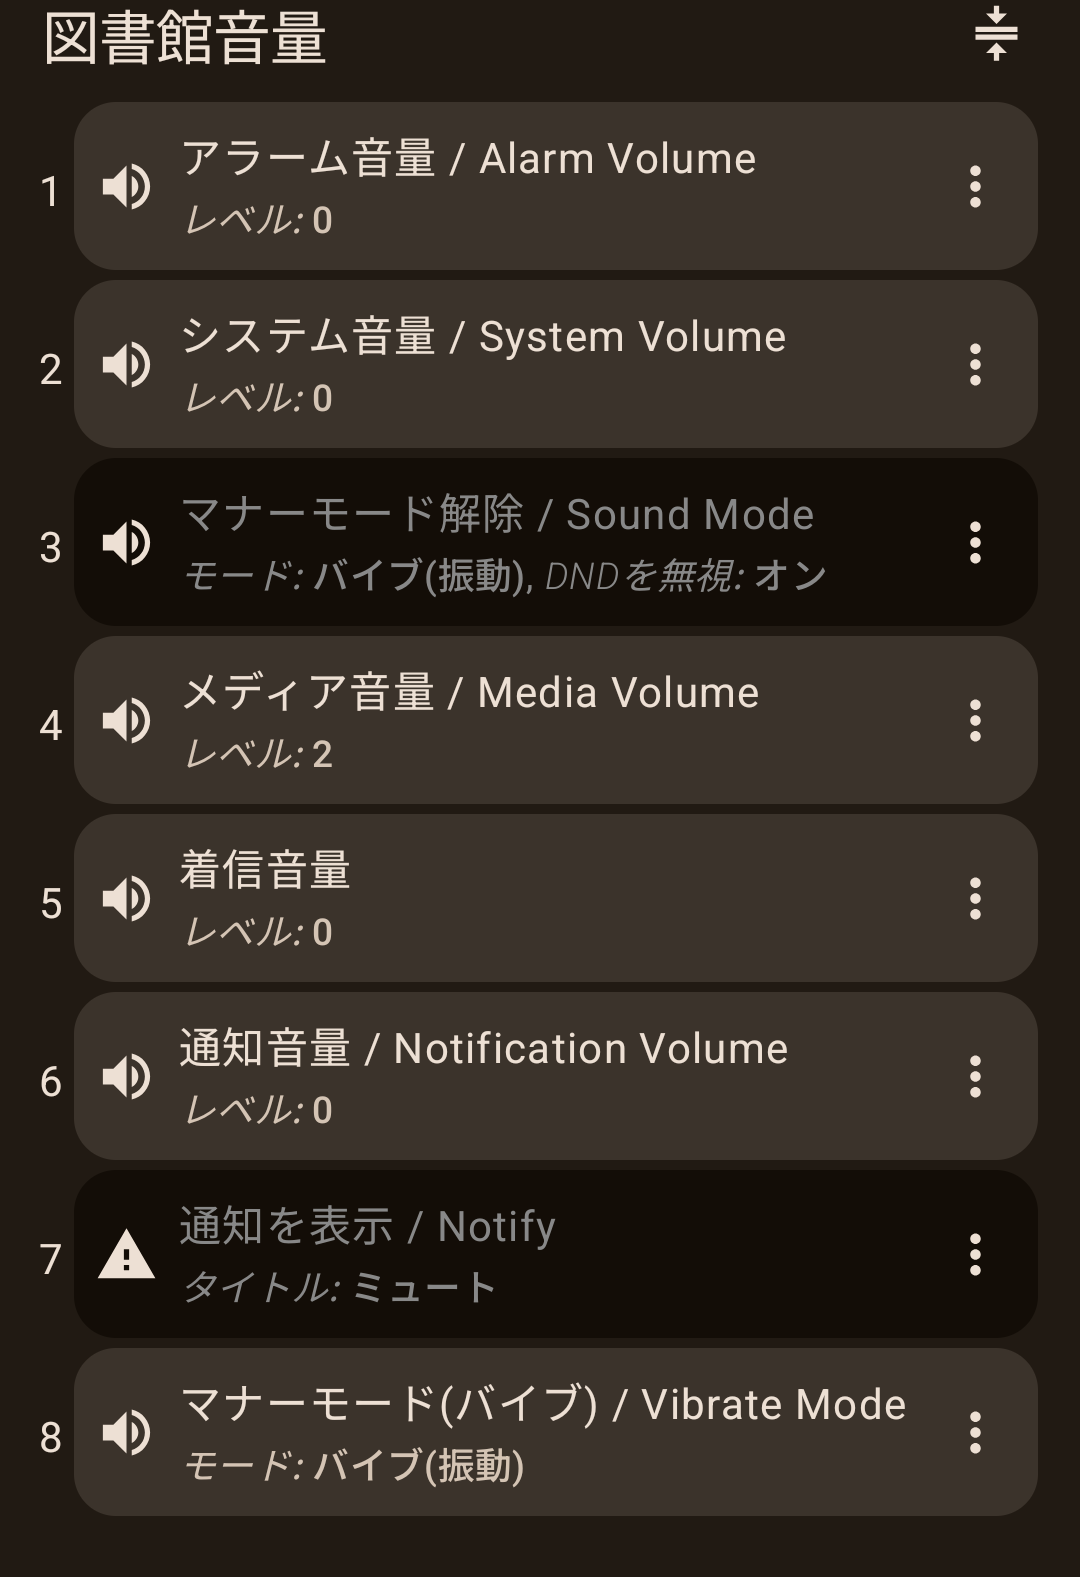 図書館音量
1
アラーム音量 / Alarm Volume
レベル: 0
2
システム音量 / System Volume
レベル: 0
3
マナーモード解除 / Sound Mode
モード: バイブ(振動), DNDを無視: オン
4
メディア音量 / Media Volume
レベル: 2
5
着信音量
レベル: 0
6
通知音量 / Notification Volume
レベル: 0
7
通知を表示 / Notify
タイトル: ミュート
8
マナーモード(バイブ) / Vibrate Mode
モード: バイブ(振動)